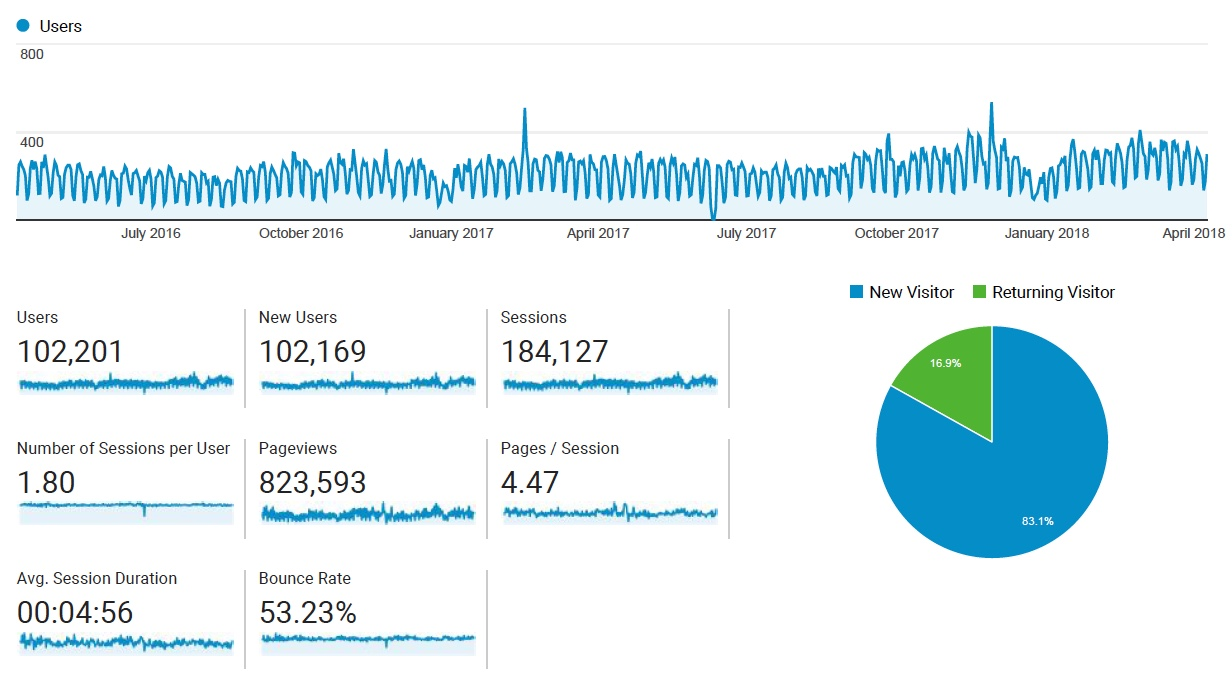 Users
800
400
July 2016 October 2016 January 2017 April 2017 July 2017 October 2017 January 2018 April 2018
New Visitor Returning Visitor
Users New Users Sessions
102,201 102,169 184,127
16.9%
Number of Sessions per User Pageviews Pages / Session
1.80 823,593 4.47
83.1%
Avg. Session Duration Bounce Rate
00:04:56 53.23%